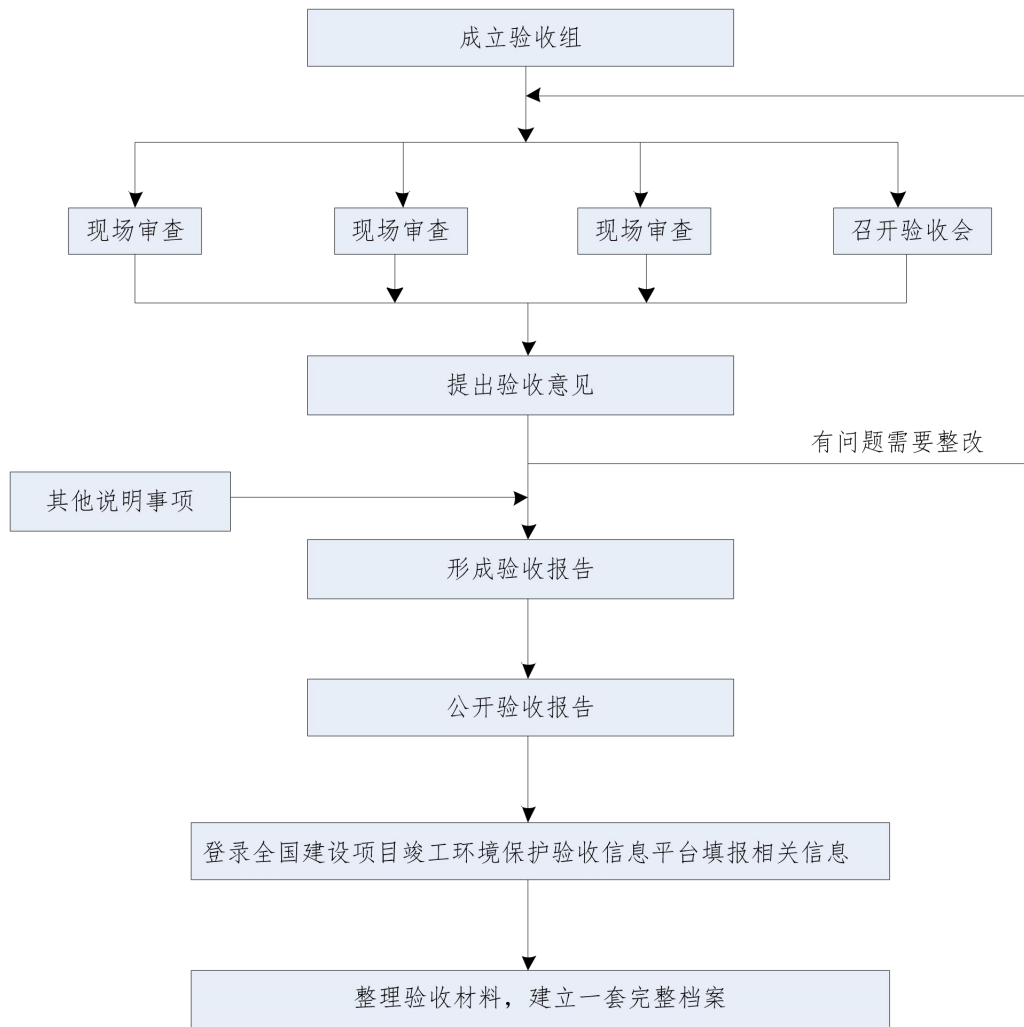 成立验收组
现场审查
现场审查
现场审查
召开验收会
提出验收意见
有问题需要整改
其他说明事项
形成验收报告
公开验收报告
登录全国建设项目竣工环境保护验收信息平台填报相关信息
整理验收材料，建立一套完整档案